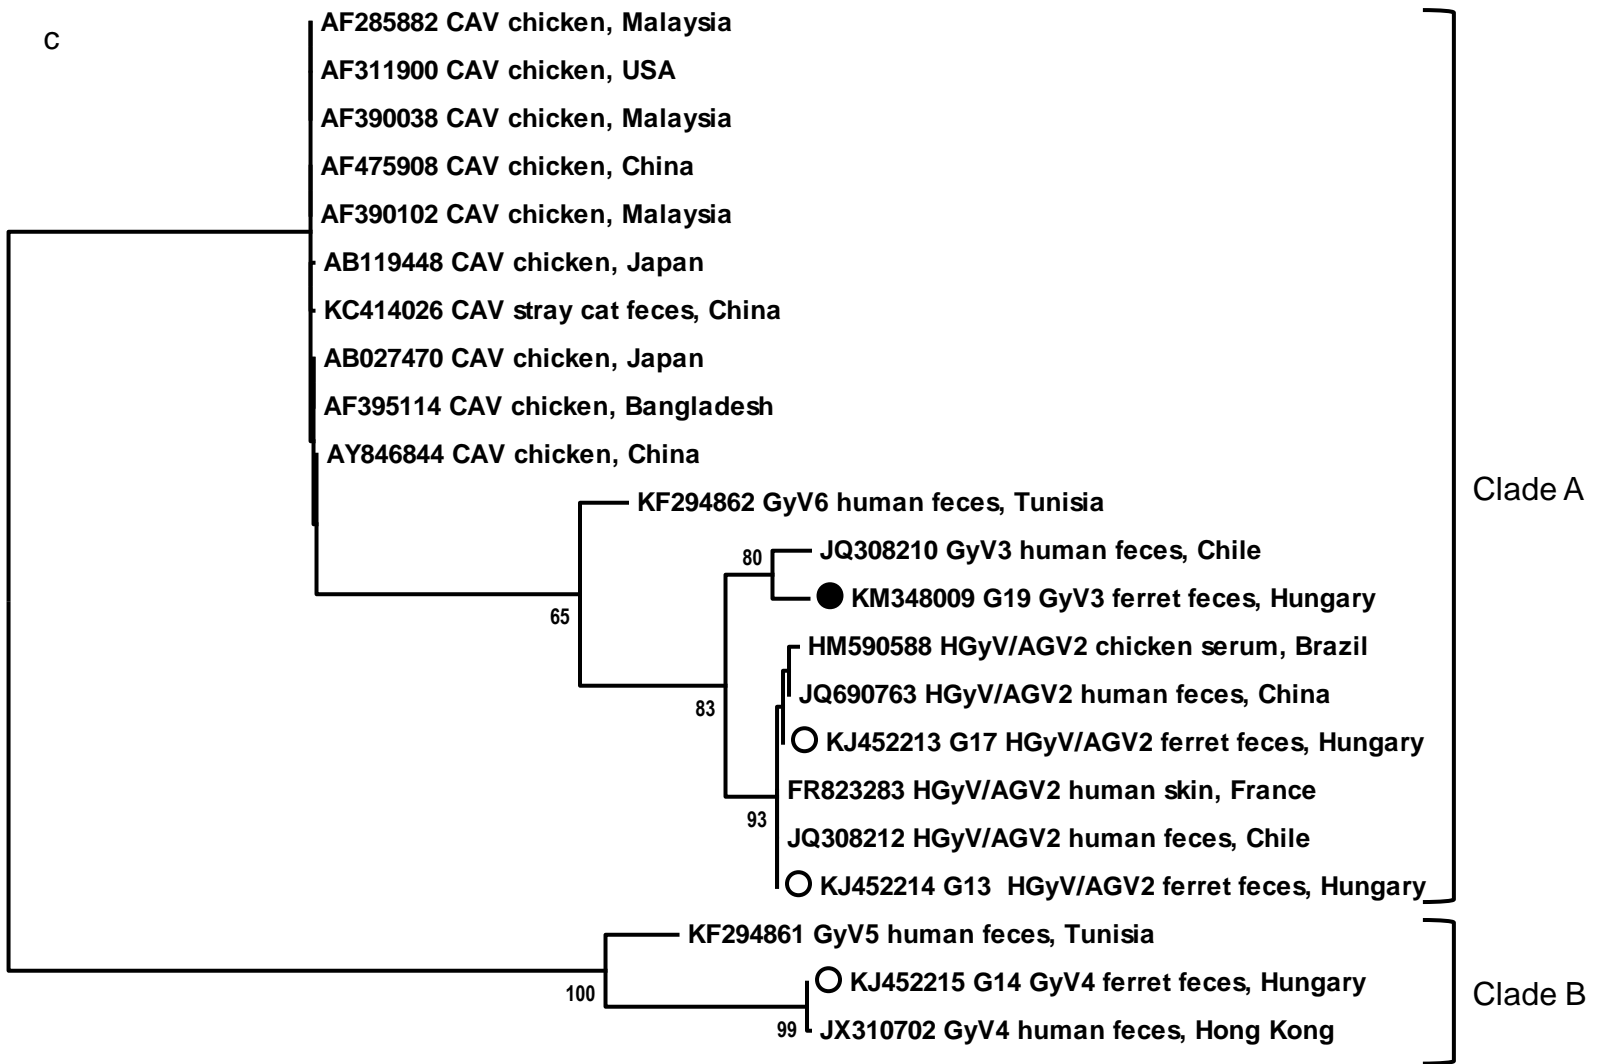 c
AF285882 CAV chicken, Malaysia
AF311900 CAV chicken, USA
AF390038 CAV chicken, Malaysia
AF475908 CAV chicken, China
AF390102 CAV chicken, Malaysia
AB119448 CAV chicken, Japan
KC414026 CAV stray cat feces, China
AB027470 CAV chicken, Japan
AF395114 CAV chicken, Bangladesh
AY846844 CAV chicken, China
Clade A
KF294862 GyV6 human feces, Tunisia
80
JQ308210 GyV3 human feces, Chile
KM348009 G19 GyV3 ferret feces, Hungary
65
HM590588 HGyV/AGV2 chicken serum, Brazil
JQ690763 HGyV/AGV2 human feces, China
83
KJ452213 G17 HGyV/AGV2 ferret feces, Hungary
FR823283 HGyV/AGV2 human skin, France
93
JQ308212 HGyV/AGV2 human feces, Chile
KJ452214 G13 HGyV/AGV2 ferret feces, Hungary
KF294861 GyV5 human feces, Tunisia
KJ452215 G14 GyV4 ferret feces, Hungary
100
Clade B
99
JX310702 GyV4 human feces, Hong Kong